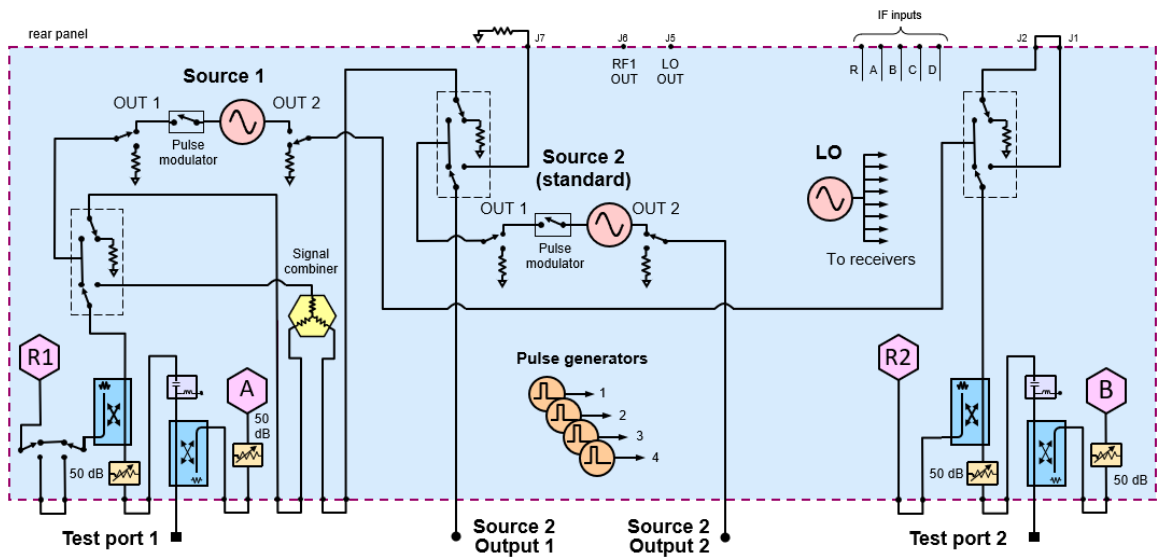 rear panel
J7
J6
J5
IF inputs
J2
J1
RF1
OUT
LO
OUT
R
A
B
C
D
Source 1
OUT 1
OUT 2
Pulse
modulator
Source 2
(standard)
OUT 1
OUT 2
Pulse
modulator
LO
To receivers
Signal
combiner
R1
A
50
dB
50 dB
Pulse generators
1
2
3
4
R2
B
50 dB
50 dB
Test port 1
Source 2
Output 1
Source 2
Output 2
Test port 2